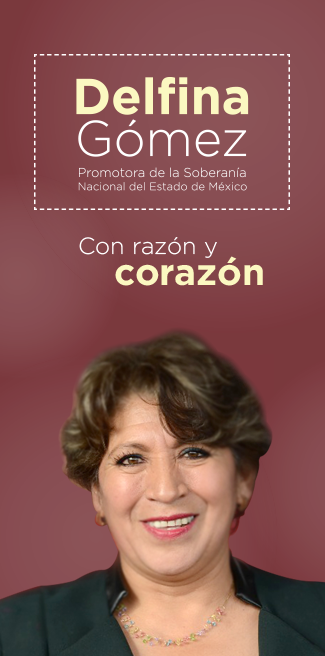 Delfina
Gómez
Promotora de la Soberanía
Nacional del Estado de México
Con razón y
corazón